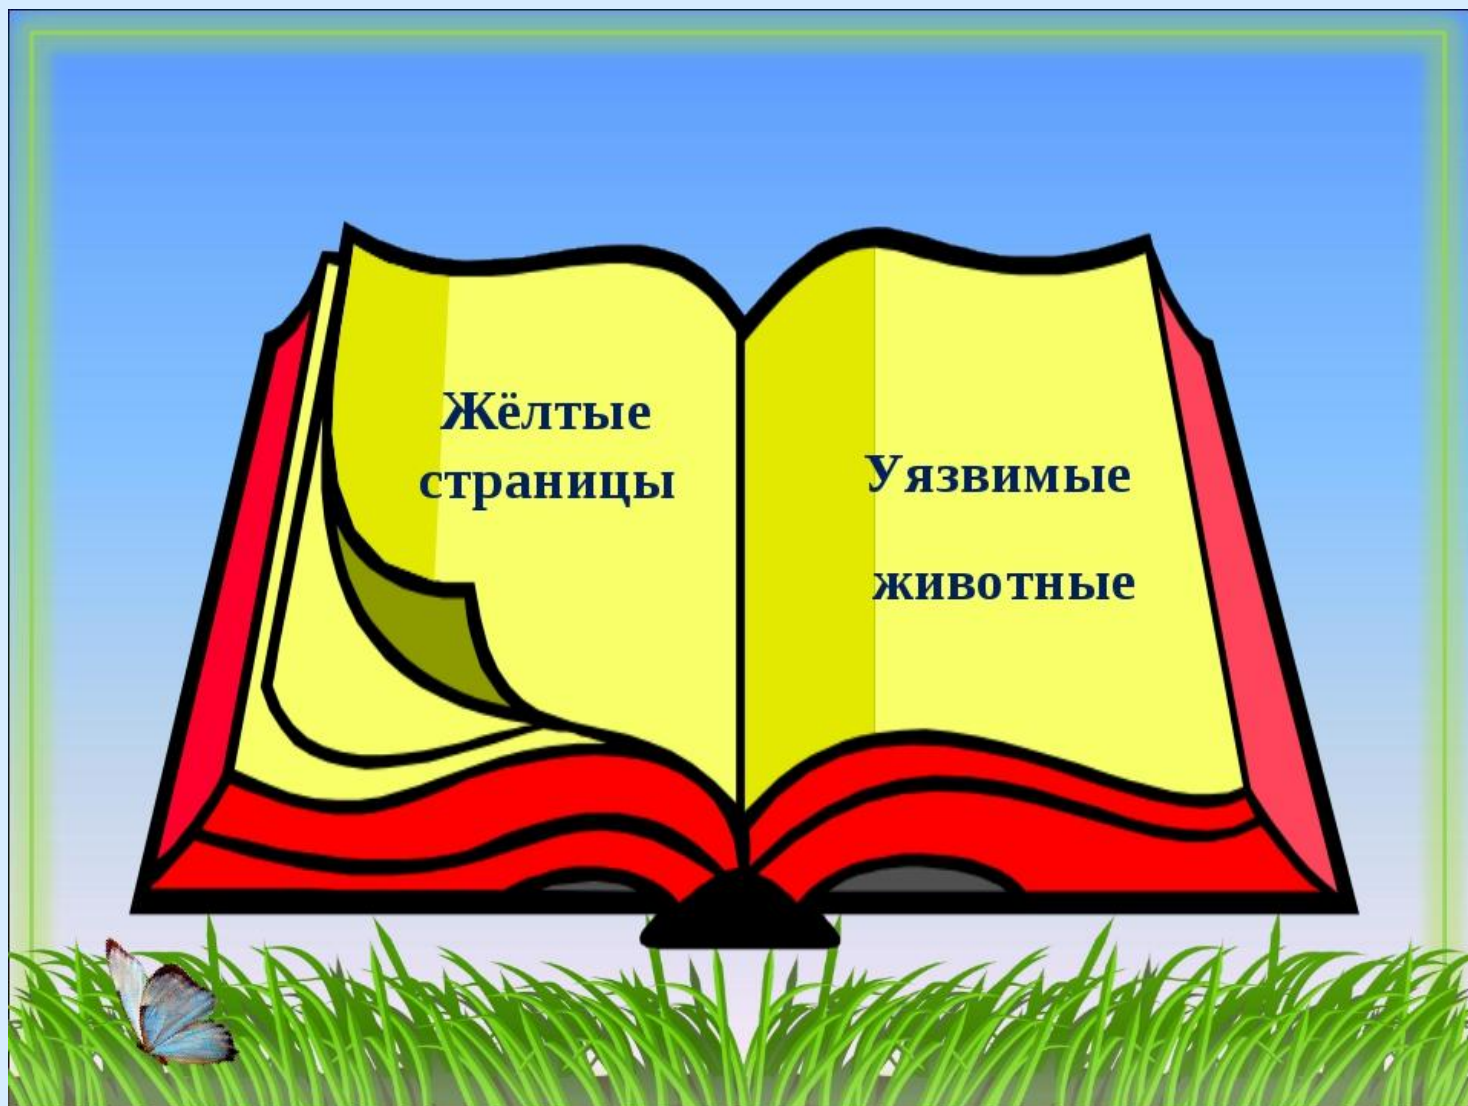 Жёлтые
страницы
Уязвимые
животные